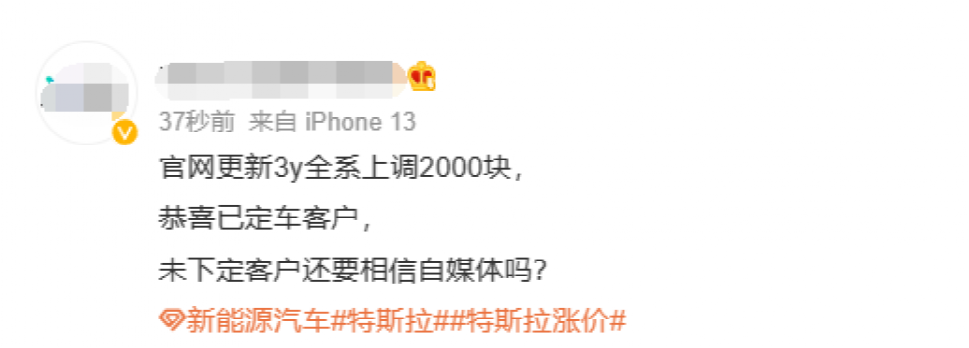 37秒前 来自 iPhone 13
官网更新3y全系上调2000块，
恭喜已定车客户，
未下定客户还要相信自媒体吗？
新能源汽车#特斯拉##特斯拉涨价#